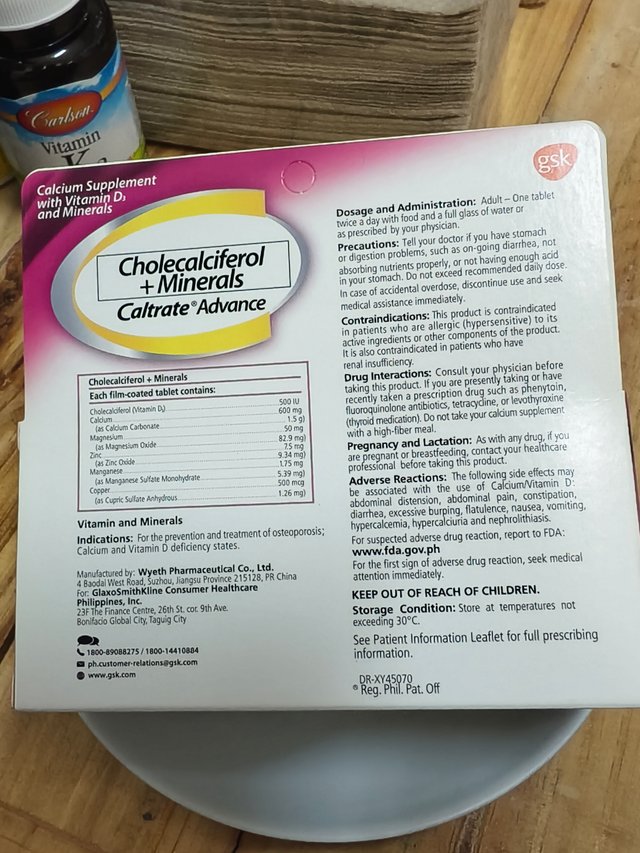 Carlson
Vitamin
Calcium Supplement
with Vitamin D₃
and Minerals
Cholecalciferol
+ Minerals
Caltrate® Advance
Cholecalciferol + Minerals
Each film-coated tablet contains:
Cholecalciferol (Vitamin D₃) 500 IU
Calcium 600 mg
(as Calcium Carbonate 1.5 g)
Magnesium 50 mg
(as Magnesium Oxide 82.9 mg)
Zinc 7.5 mg
(as Zinc Oxide 9.34 mg)
Manganese 1.75 mg
(as Manganese Sulfate Monohydrate 5.39 mg)
Copper 500 mcg
(as Cupric Sulfate Anhydrous 1.26 mg)
Vitamin and Minerals
Indications: For the prevention and treatment of osteoporosis;
Calcium and Vitamin D deficiency states.
Manufactured by: Wyeth Pharmaceutical Co., Ltd.
4 Baodai West Road, Suzhou, Jiangsu Province 215128, PR China
For: GlaxoSmithKline Consumer Healthcare
Philippines, Inc.
23F The Finance Centre, 26th St. cor. 9th Ave.
Bonifacio Global City, Taguig City
1800-89088275 / 1800-14410884
ph.customer-relations@gsk.com
www.gsk.com
gsk
Dosage and Administration: Adult – One tablet
twice a day with food and a full glass of water or
as prescribed by your physician.
Precautions: Tell your doctor if you have stomach
or digestion problems, such as on-going diarrhea, not
absorbing nutrients properly, or not having enough acid
in your stomach. Do not exceed recommended daily dose.
In case of accidental overdose, discontinue use and seek
medical assistance immediately.
Contraindications: This product is contraindicated
in patients who are allergic (hypersensitive) to its
active ingredients or other components of the product.
It is also contraindicated in patients who have
renal insufficiency.
Drug Interactions: Consult your physician before
taking this product. If you are presently taking or have
recently taken a prescription drug such as phenytoin,
fluoroquinolone antibiotics, tetracycline, or levothyroxine
(thyroid medication). Do not take your calcium supplement
with a high-fiber meal.
Pregnancy and Lactation: As with any drug, if you
are pregnant or breastfeeding, contact your healthcare
professional before taking this product.
Adverse Reactions: The following side effects may
be associated with the use of Calcium/Vitamin D:
abdominal distension, abdominal pain, constipation,
diarrhea, excessive burping, flatulence, nausea, vomiting,
hypercalcemia, hypercalciuria and nephrolithiasis.
For suspected adverse drug reaction, report to FDA:
www.fda.gov.ph
For the first sign of adverse drug reaction, seek medical
attention immediately.
KEEP OUT OF REACH OF CHILDREN.
Storage Condition: Store at temperatures not
exceeding 30°C.
See Patient Information Leaflet for full prescribing
information.
DR-XY45070
® Reg. Phil. Pat. Off